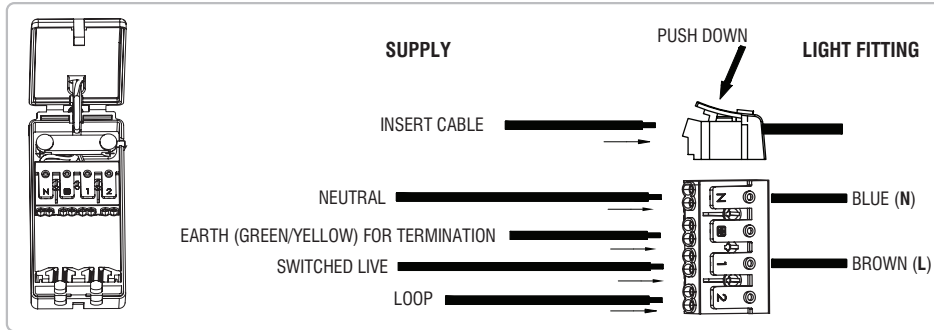 SUPPLY
PUSH DOWN
LIGHT FITTING
INSERT CABLE
NEUTRAL
BLUE (N)
EARTH (GREEN/YELLOW) FOR TERMINATION
SWITCHED LIVE
BROWN (L)
LOOP
N 1 2
N
1
2